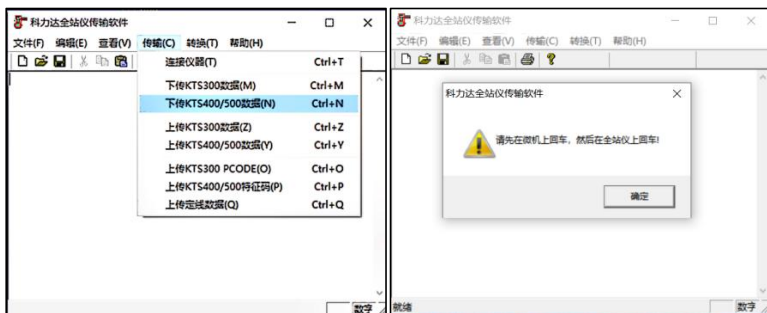 科力达全站仪传输软件
文件(F) 编辑(E) 查看(V) 传输(C) 转换(T) 帮助(H)
连接仪器(T) Ctrl+T
下传KTS300数据(M) Ctrl+M
下传KTS400/500数据(N) Ctrl+N
上传KTS300数据(Z) Ctrl+Z
上传KTS400/500数据(Y) Ctrl+Y
上传KTS300 PCODE(O) Ctrl+O
上传KTS400/500特征码(P) Ctrl+P
上传定线数据(Q) Ctrl+Q
数字
科力达全站仪传输软件
文件(F) 编辑(E) 查看(V) 传输(C) 转换(T) 帮助(H)
科力达全站仪传输软件
请先在微机上回车，然后在全站仪上回车!
确定
就绪 数字